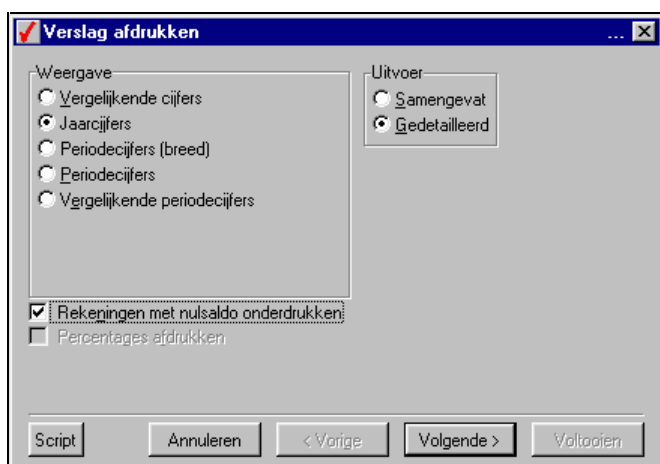 Verslag afdrukken ...
Weergave
Vergelijkende cijfers
Jaarcijfers
Periodecijfers (breed)
Periodecijfers
Vergelijkende periodecijfers
Uitvoer
Samengevat
Gedetailleerd
Rekeningen met nulsaldo onderdrukken
Percentages afdrukken
Script
Annuleren
< Vorige
Volgende >
Voltooien